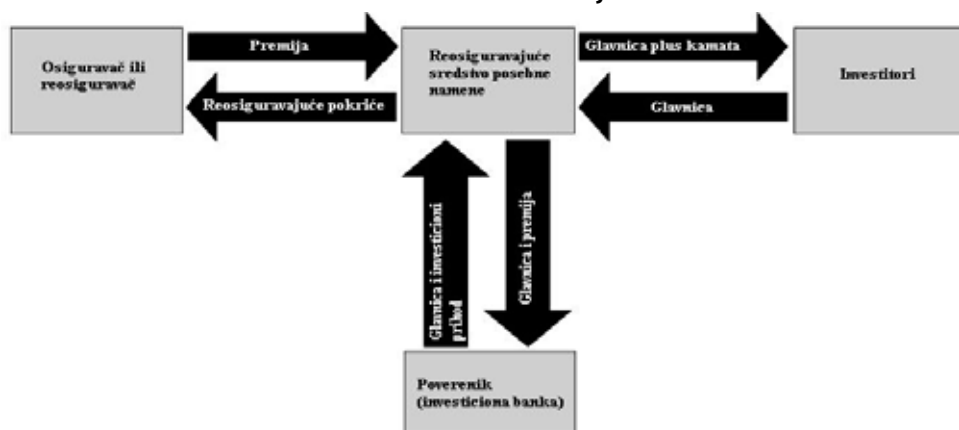 Osiguravač ili
reosiguravač
Premija
Reosiguravajuće pokriće
Reosiguravajuće
sredstvo posebne
namene
Glavnica plus kamata
Glavnica
Investitori
Glavnica i investicioni
prihod
Glavnica i premija
Poverenik
(investiciona banka)